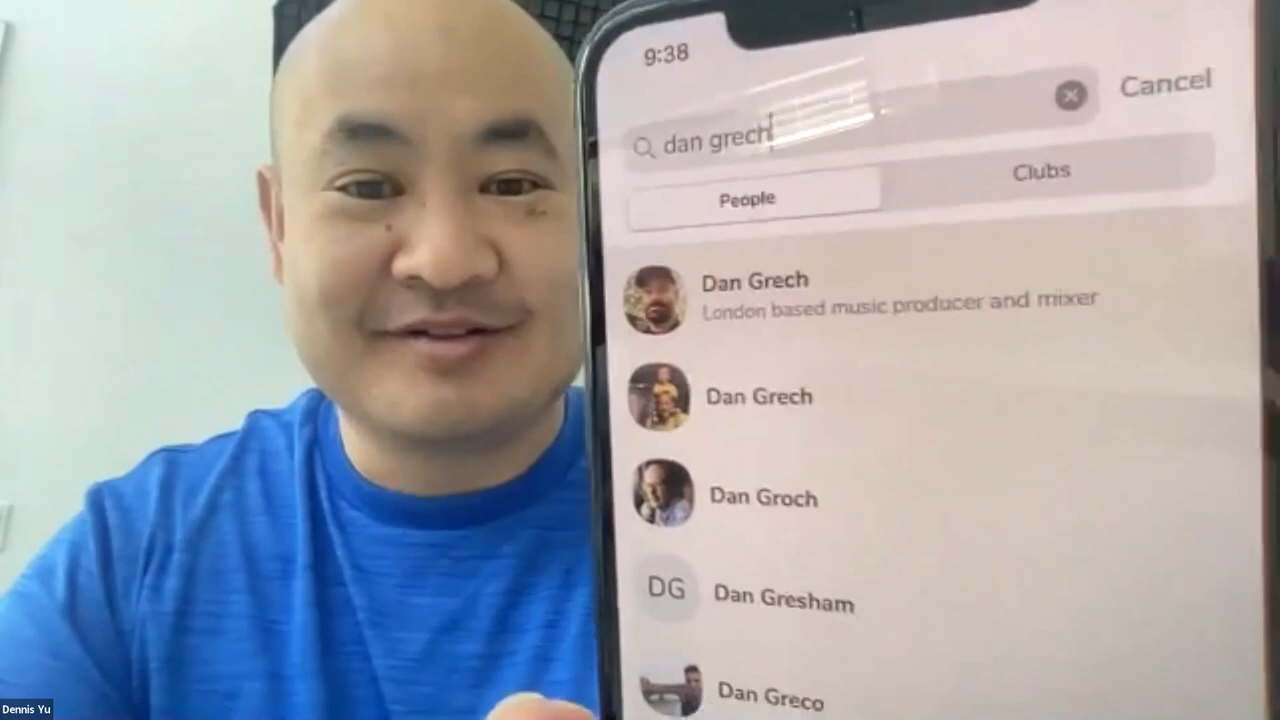 9:38
dan grech
Cancel
People
Clubs
Dan Grech
London based music producer and mixer
Dan Grech
Dan Groch
DG
Dan Gresham
Dan Greco
Dennis Yu